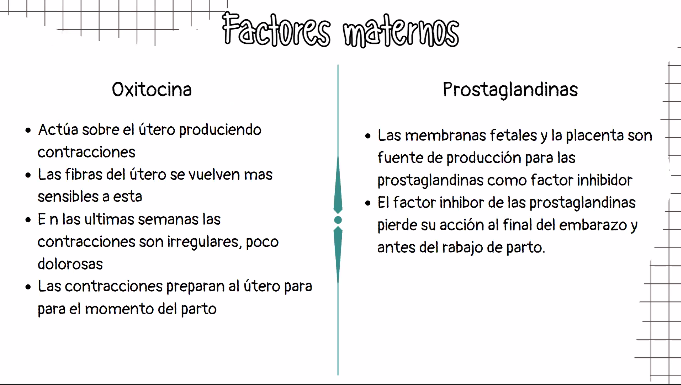 Factores maternos
Oxitocina
• Actúa sobre el útero produciendo
contracciones
• Las fibras del útero se vuelven mas
sensibles a esta
• E n las ultimas semanas las
contracciones son irregulares, poco
dolorosas
• Las contracciones preparan al útero para
para el momento del parto
Prostaglandinas
• Las membranas fetales y la placenta son
fuente de producción para las
prostaglandinas como factor inhibidor
• El factor inhibor de las prostaglandinas
pierde su acción al final del embarazo y
antes del rabajo de parto.